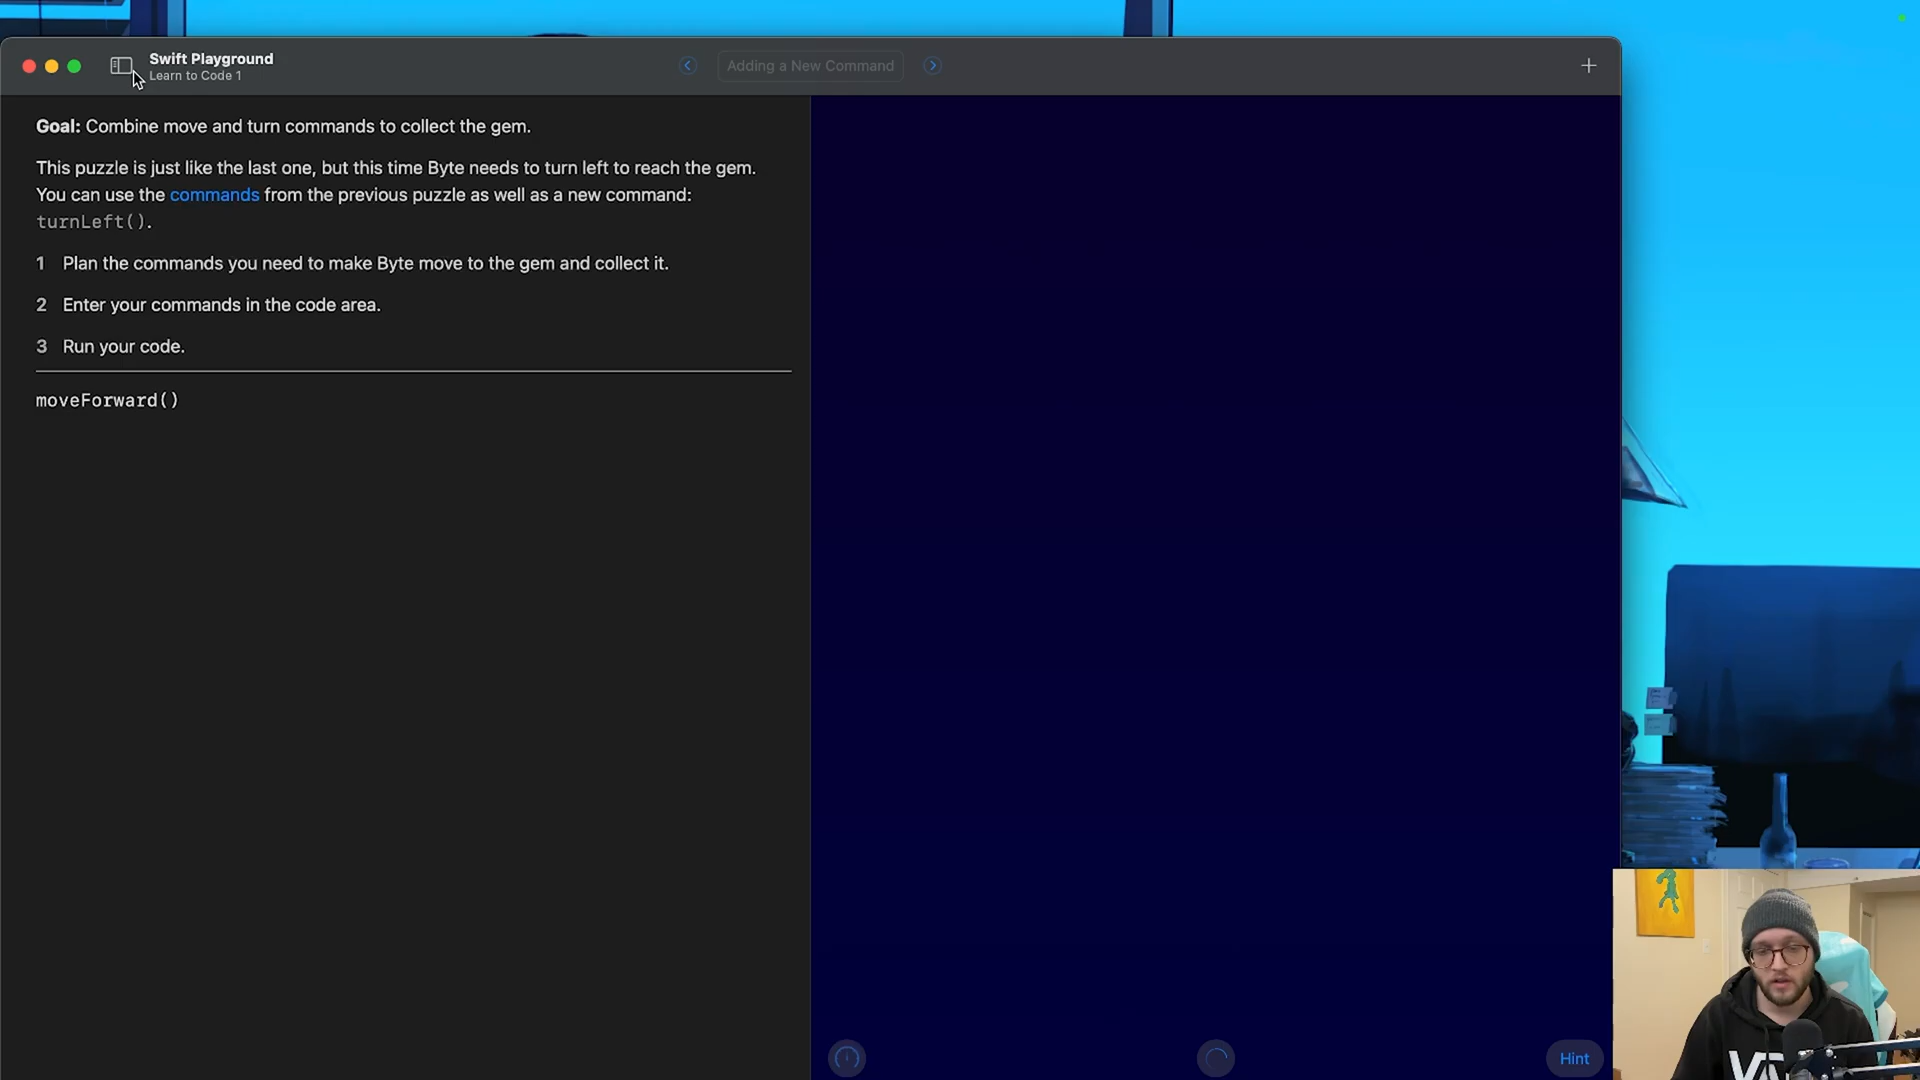 Swift Playground
Learn to Code 1
Adding a New Command
Goal: Combine move and turn commands to collect the gem.
This puzzle is just like the last one, but this time Byte needs to turn left to reach the gem.
You can use the commands from the previous puzzle as well as a new command:
turnLeft().
1 Plan the commands you need to make Byte move to the gem and collect it.
2 Enter your commands in the code area.
3 Run your code.
moveForward()
Hint